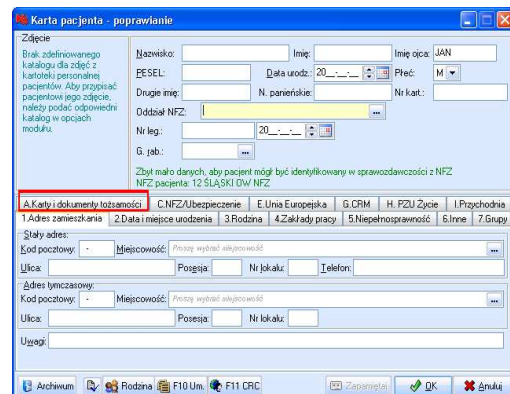 Karta pacjenta - poprawianie
Zdjęcie
Brak zdefiniowanego
katalogu dla zdjęć z
kartoteki personalnej
pacjentów. Aby przypisać
pacjentowi jego zdjęcie,
należy podać odpowiedni
katalog w opcjach
modułu.
Nazwisko: Imię: Imię ojca: JAN
PESEL: Data urodz.: 20__-__-__ Płeć: M
Drugie imię: N. panieńskie: Nr kart.:
Oddział NFZ: ...
Nr leg.: 20__-__-__
G. rab.:
Zbyt mało danych, aby pacjent mógł być identyfikowany w sprawozdawczości z NFZ
NFZ pacjenta: 12 ŚLĄSKI OW NFZ
A.Karty i dokumenty tożsamości C.NFZ/Ubezpieczenie E.Unia Europejska G.CRM H. PZU Życie I.Przychodnia
1.Adres zamieszkania 2.Data i miejsce urodzenia 3.Rodzina 4.Zakłady pracy 5.Niepełnosprawność 6.Inne 7.Grupy
Stały adres:
Kod pocztowy: - Miejscowość: Proszę wybrać miejscowość ...
Ulica: Posesja: Nr lokalu: Telefon:
Adres tymczasowy:
Kod pocztowy: - Miejscowość: Proszę wybrać miejscowość ...
Ulica: Posesja: Nr lokalu:
Uwagi:
Archiwum Rodzina F10 Um. F11 CRC Zapamiętaj OK Anuluj